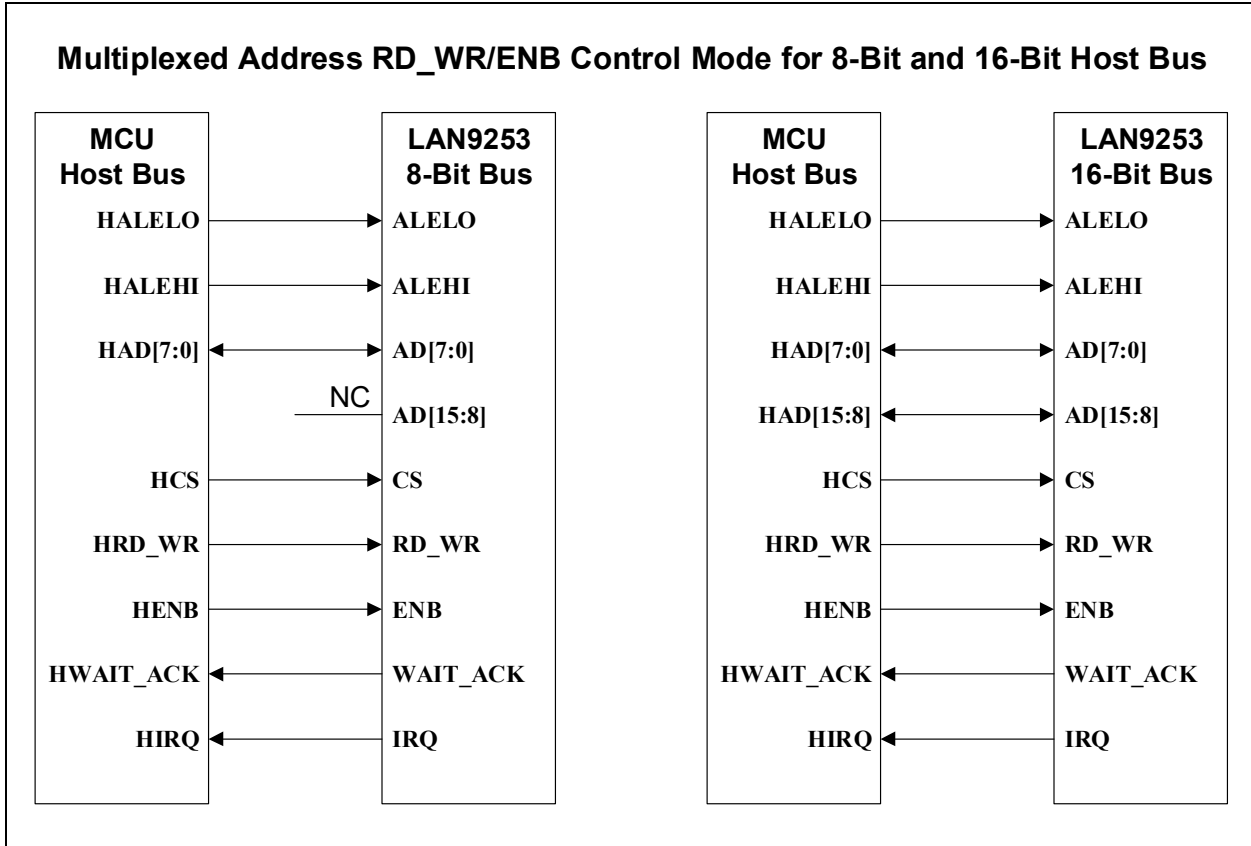 Multiplexed Address RD_WR/ENB Control Mode for 8-Bit and 16-Bit Host Bus
MCU
Host Bus
HALELO
HALEHI
HAD[7:0]
HCS
HRD_WR
HENB
HWAIT_ACK
HIRQ
NC
LAN9253
8-Bit Bus
ALELO
ALEHI
AD[7:0]
AD[15:8]
CS
RD_WR
ENB
WAIT_ACK
IRQ
MCU
Host Bus
HALELO
HALEHI
HAD[7:0]
HAD[15:8]
HCS
HRD_WR
HENB
HWAIT_ACK
HIRQ
LAN9253
16-Bit Bus
ALELO
ALEHI
AD[7:0]
AD[15:8]
CS
RD_WR
ENB
WAIT_ACK
IRQ